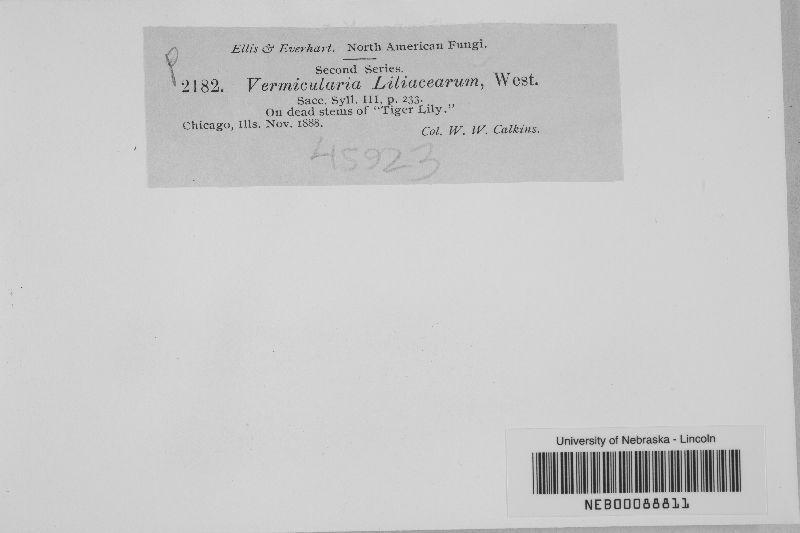 Ellis & Everhart. North American Fungi.
Second Series.
2182. Vermicularia Liliacearum, West.
Sacc. Syll. III, p. 233.
On dead stems of "Tiger Lily."
Chicago, Ills. Nov. 1888.
Col. W. W. Calkins.
45923
University of Nebraska - Lincoln
NEB00088811